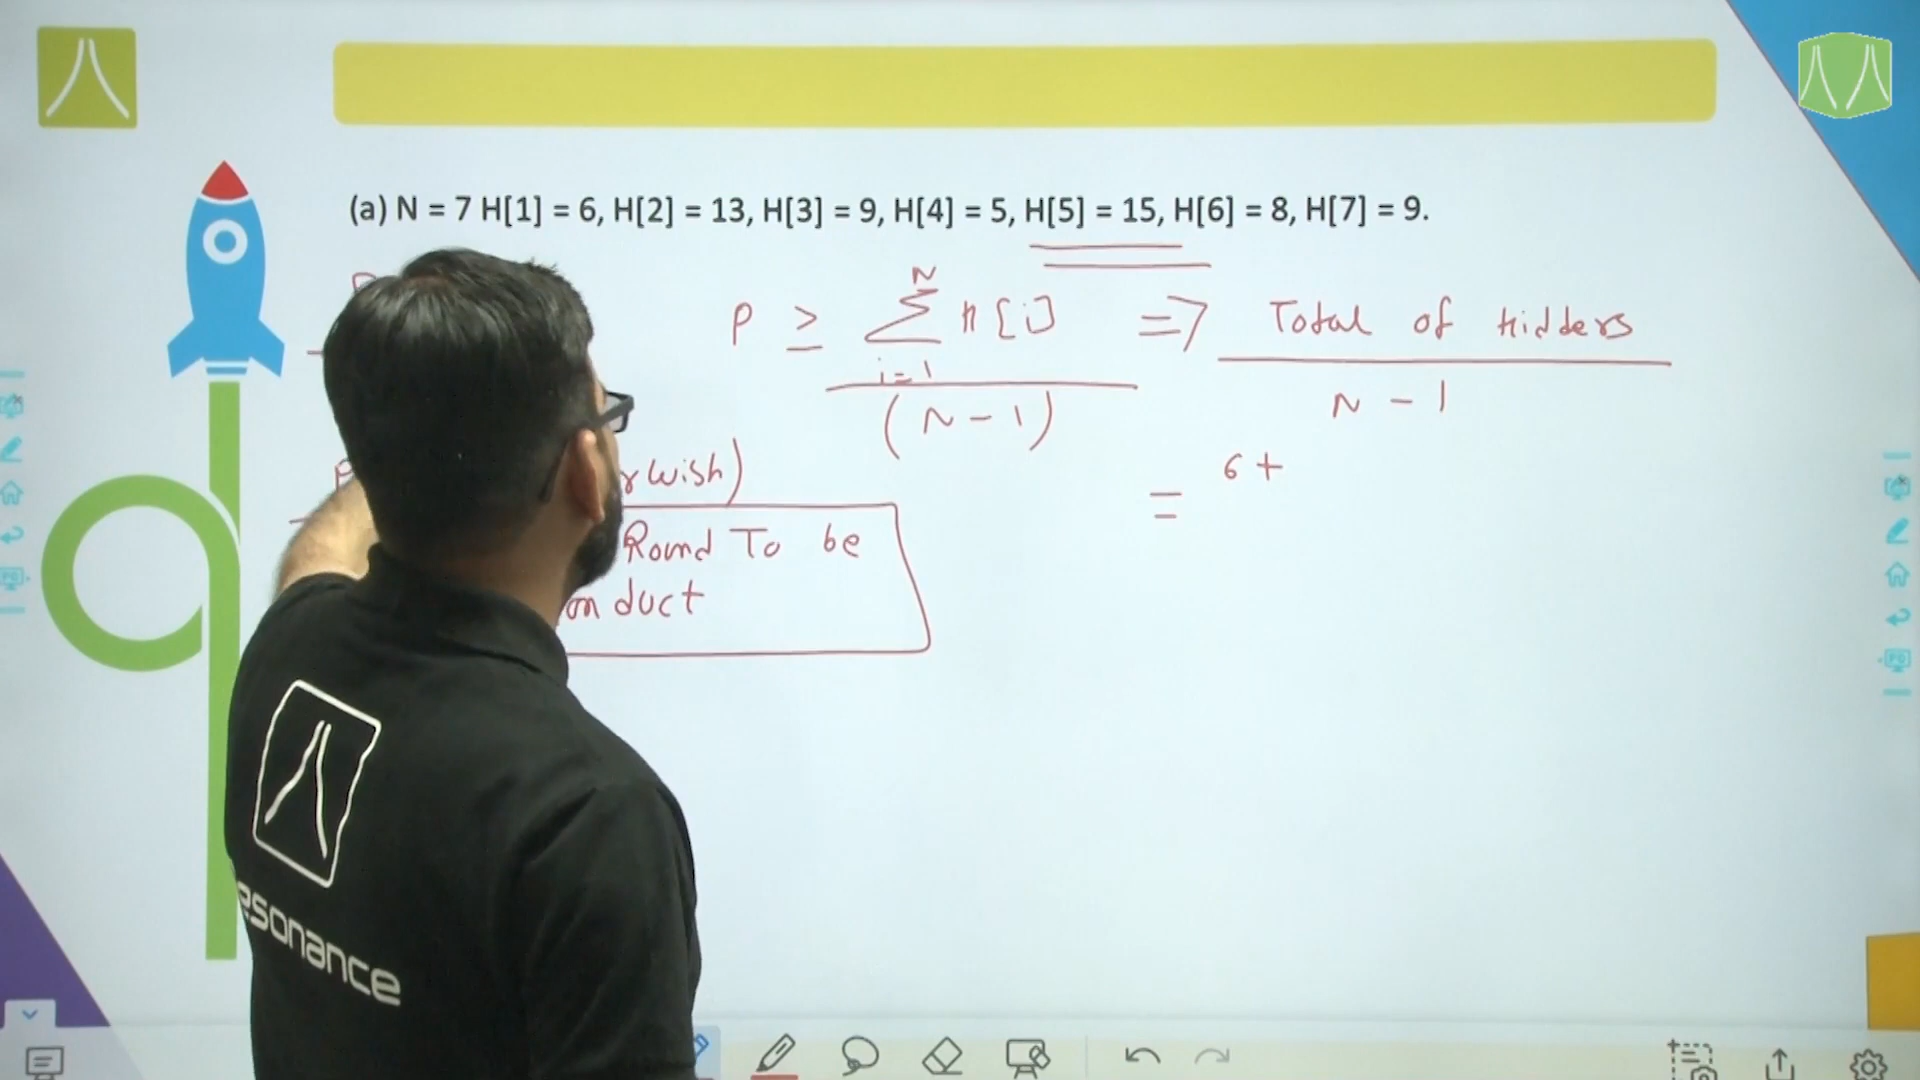 (a) N = 7 H[1] = 6, H[2] = 13, H[3] = 9, H[4] = 5, H[5] = 15, H[6] = 8, H[7] = 9.
P ≥ N ∑ i=1 H[i] / (N - 1) => Total of Hidders / N - 1
= 6 +
r wish)
Round To be
onduct
esonance